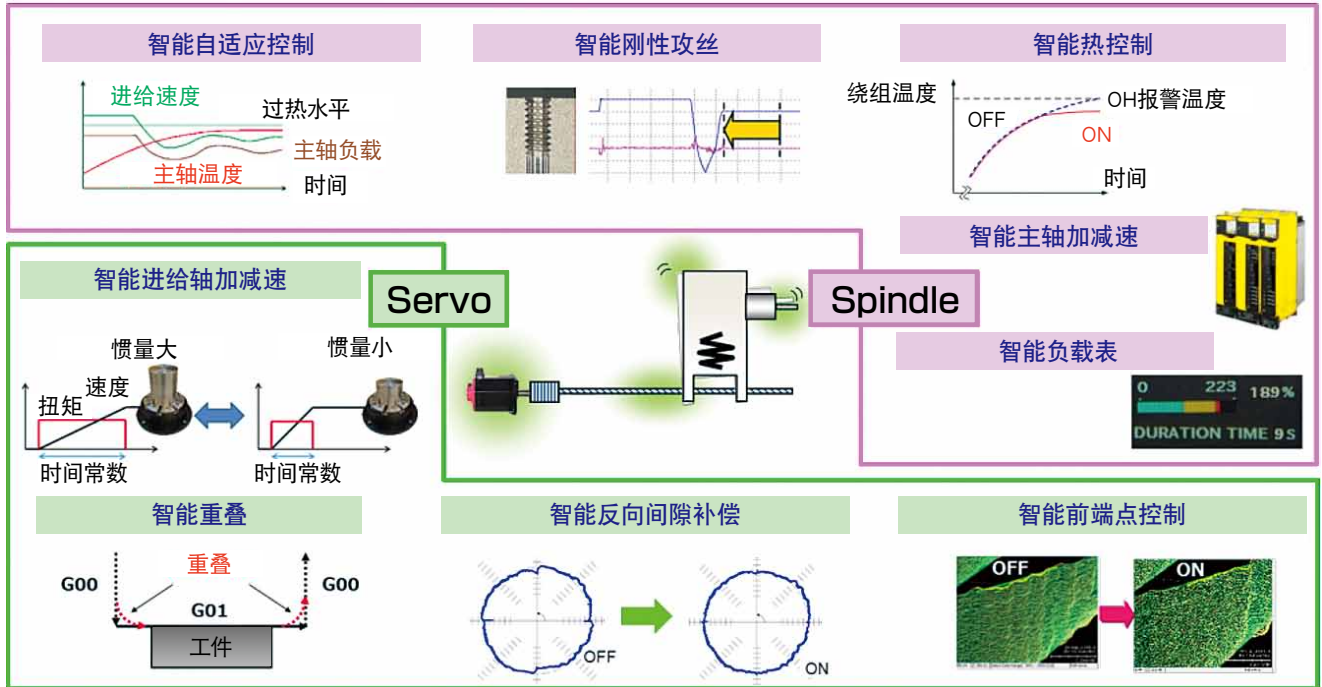 智能自适应控制
进给速度
过热水平
主轴负载
主轴温度
时间
智能刚性攻丝
智能热控制
绕组温度
OH报警温度
OFF
ON
时间
智能主轴加减速
智能进给轴加减速
Servo
Spindle
智能负载表
0 223 189%
DURATION TIME 9S
惯量大
速度
扭矩
时间常数
惯量小
时间常数
智能重叠
重叠
G00
G00
G01
工件
智能反向间隙补偿
OFF
ON
智能前端点控制
OFF
ON